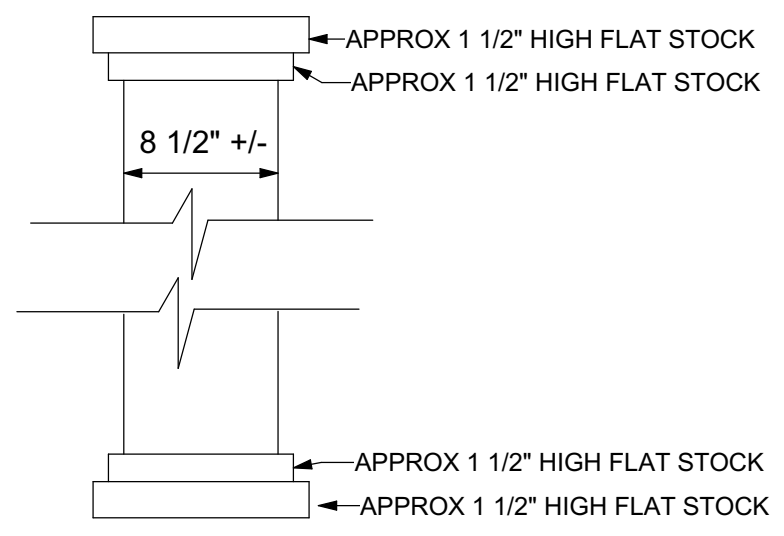 APPROX 1 1/2" HIGH FLAT STOCK
APPROX 1 1/2" HIGH FLAT STOCK
8 1/2" +/-
APPROX 1 1/2" HIGH FLAT STOCK
APPROX 1 1/2" HIGH FLAT STOCK